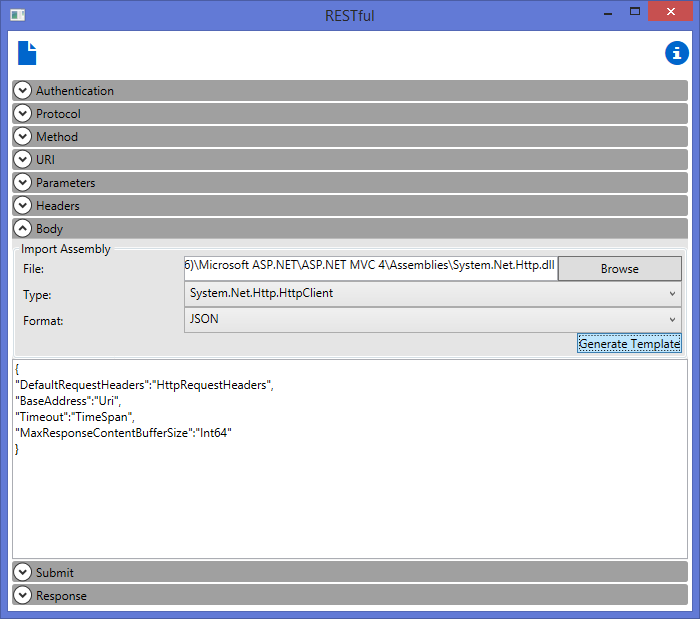 RESTful
Authentication
Protocol
Method
URI
Parameters
Headers
Body
Import Assembly
File: 6)\Microsoft ASP.NET\ASP.NET MVC 4\Assemblies\System.Net.Http.dll Browse
Type: System.Net.Http.HttpClient
Format: JSON
Generate Template
{
"DefaultRequestHeaders":"HttpRequestHeaders",
"BaseAddress":"Uri",
"Timeout":"TimeSpan",
"MaxResponseContentBufferSize":"Int64"
}
Submit
Response